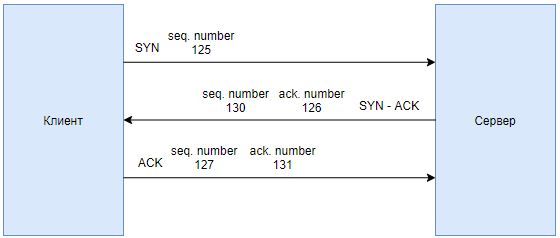 seq. number
SYN 125
seq. number ack. number
130 126 SYN - ACK
Клиент
Сервер
seq. number ack. number
ACK 127 131